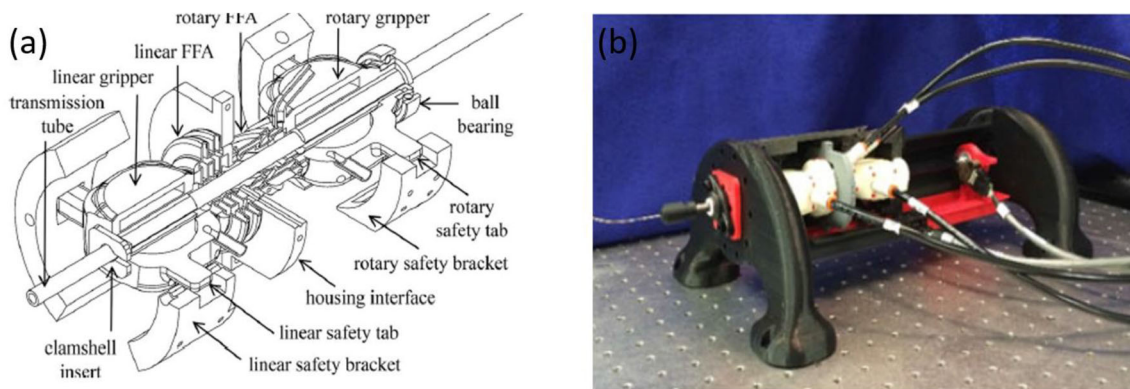 (a)
rotary FFA
rotary gripper
linear FFA
linear gripper
transmission
tube
ball
bearing
rotary
safety tab
rotary safety bracket
housing interface
linear safety tab
clamshell
insert
linear safety bracket
(b)